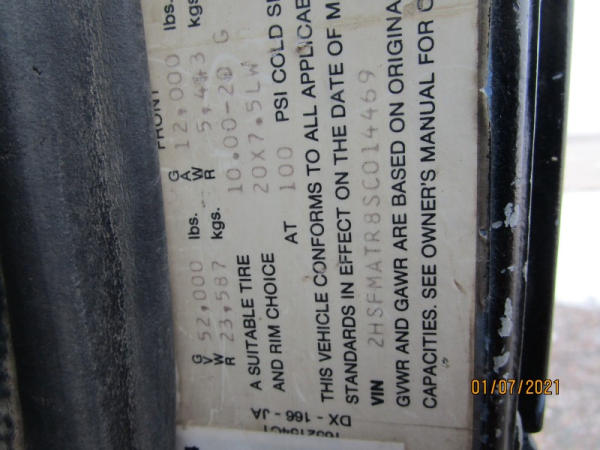 FRONT
G V W R 52,000 lbs. G A W R 12,000 lbs.
23,587 kgs. 5,443 kgs.
A SUITABLE TIRE 10.00-20 G
AND RIM CHOICE 20X7.5LW
AT 100 PSI COLD
THIS VEHICLE CONFORMS TO ALL APPLICAB
STANDARDS IN EFFECT ON THE DATE OF M
VIN 2HSFMATR8SC014469
GVWR AND GAWR ARE BASED ON ORIGINA
CAPACITIES. SEE OWNER'S MANUAL FOR
DX - 166 - JA
01/07/2021